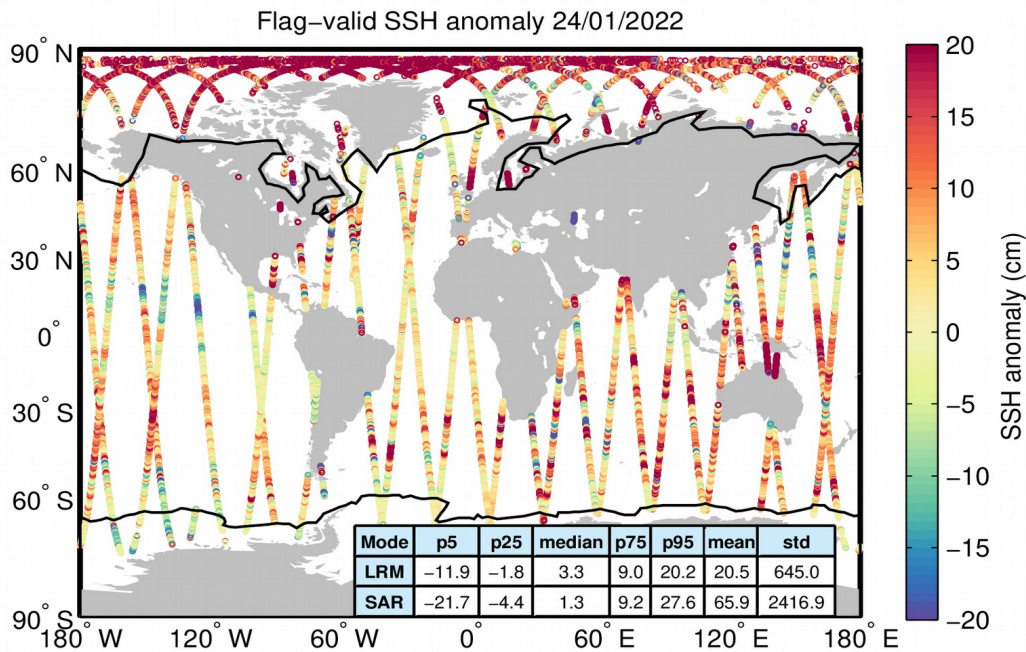 Flag−valid SSH anomaly 24/01/2022
90° N
60° N
30° N
0°
30° S
60° S
90° S
180° W
120° W
60° W
0°
60° E
120° E
180° E
Mode p5 p25 median p75 p95 mean std
LRM −11.9 −1.8 3.3 9.0 20.2 20.5 645.0
SAR −21.7 −4.4 1.3 9.2 27.6 65.9 2416.9
20
15
10
5
0
−5
−10
−15
−20
SSH anomaly (cm)